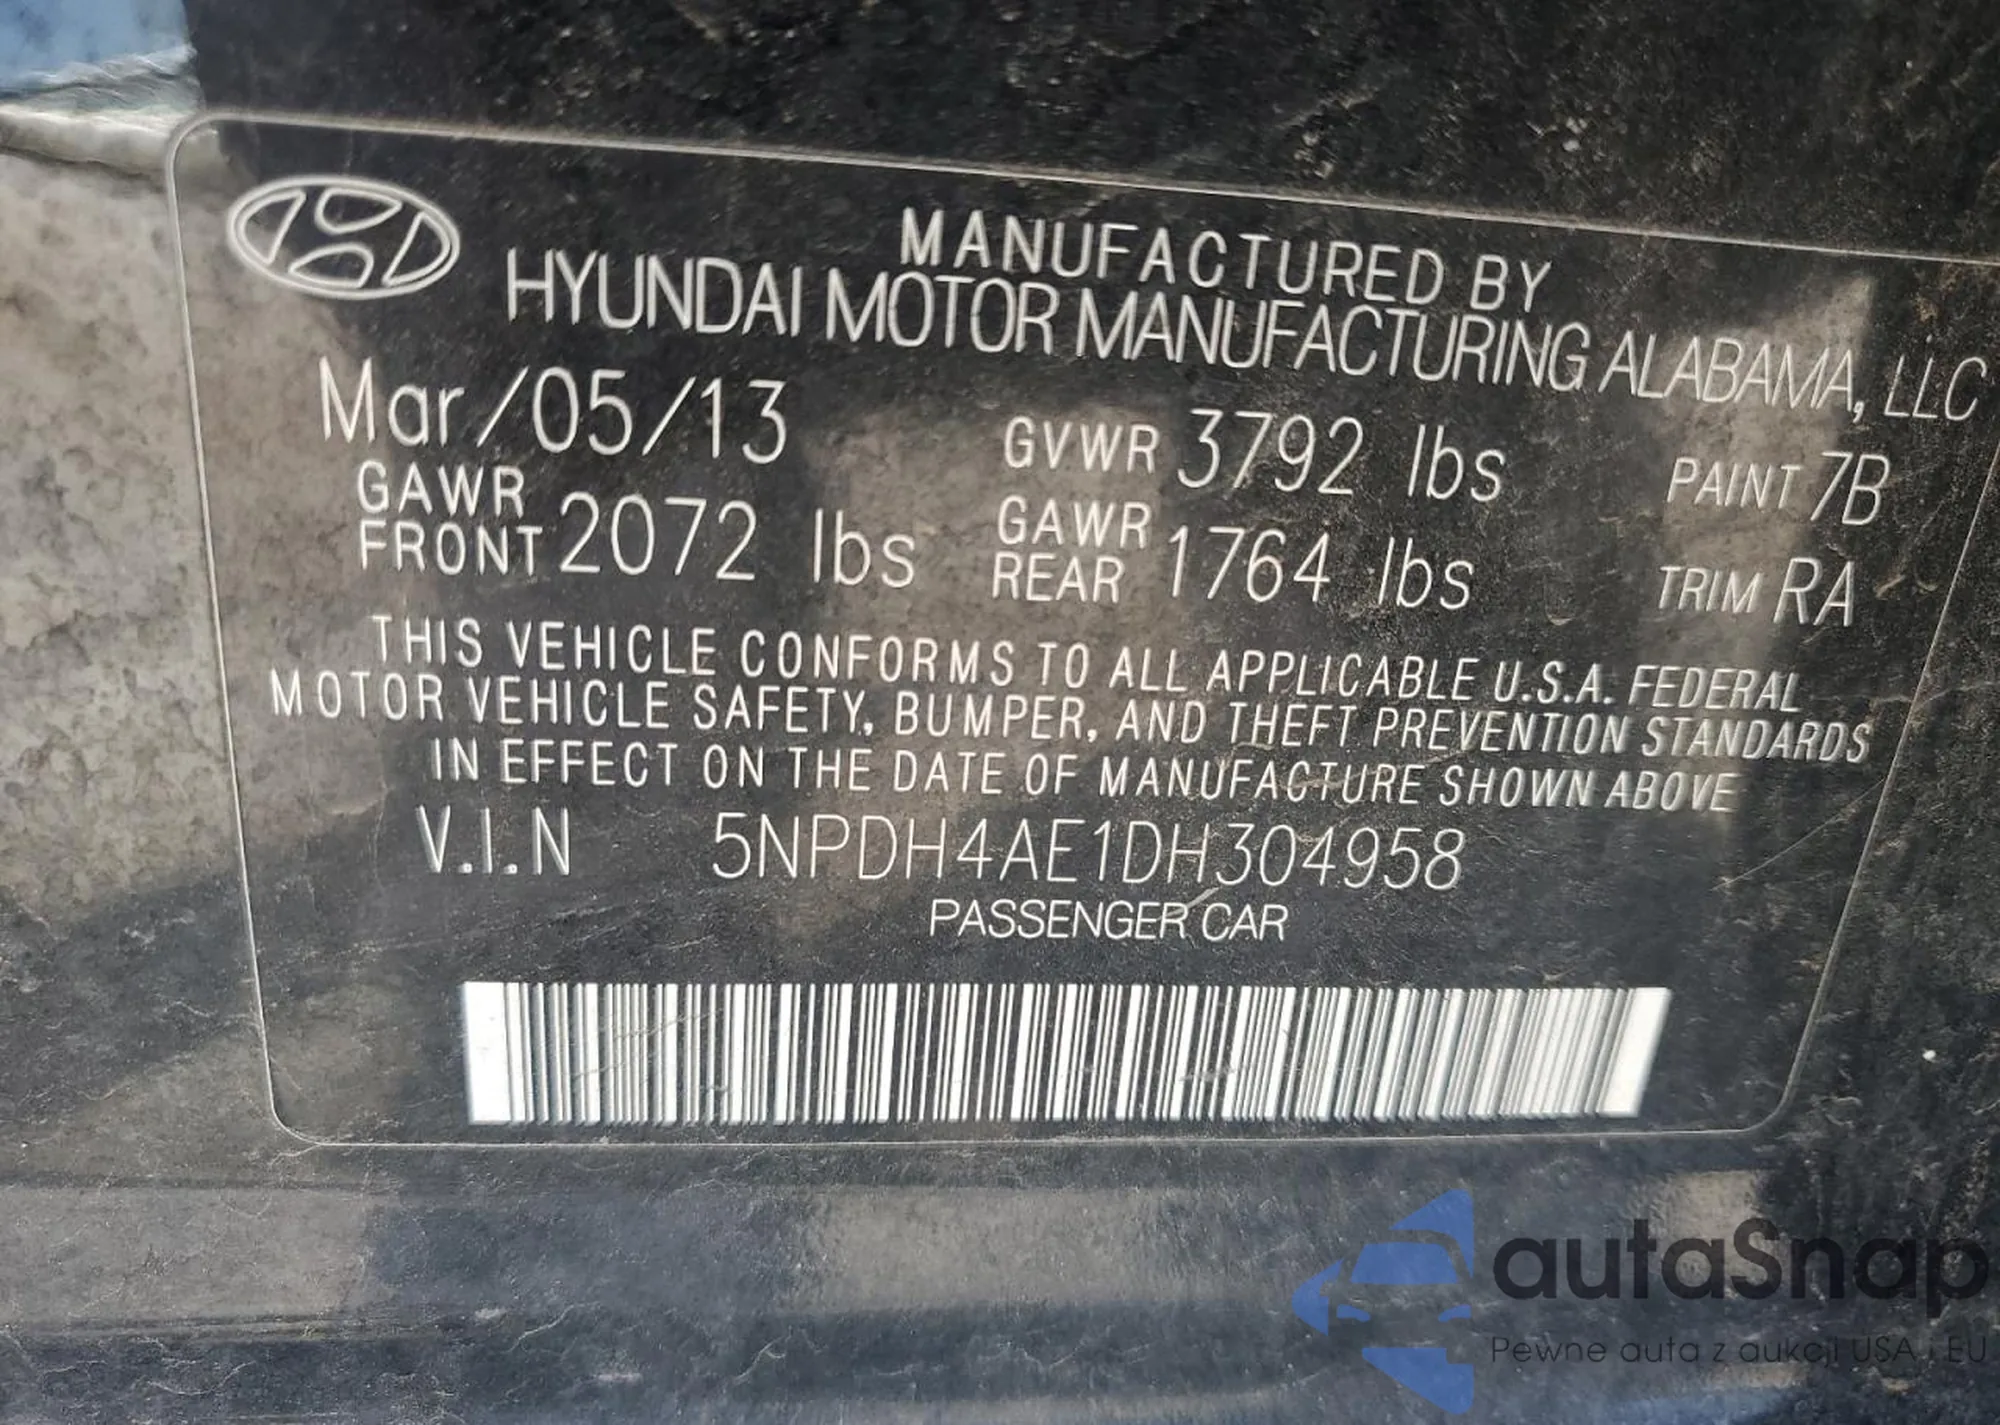 MANUFACTURED BY
HYUNDAI MOTOR MANUFACTURING ALABAMA, LLC
Mar/05/13 GVWR 3792 lbs PAINT 7B
GAWR FRONT 2072 lbs GAWR REAR 1764 lbs TRIM RA
THIS VEHICLE CONFORMS TO ALL APPLICABLE U.S.A. FEDERAL
MOTOR VEHICLE SAFETY, BUMPER, AND THEFT PREVENTION STANDARDS
IN EFFECT ON THE DATE OF MANUFACTURE SHOWN ABOVE
V.I.N 5NPDH4AE1DH304958
PASSENGER CAR
autaSnap
Pewne auta z aukcji USA i EU